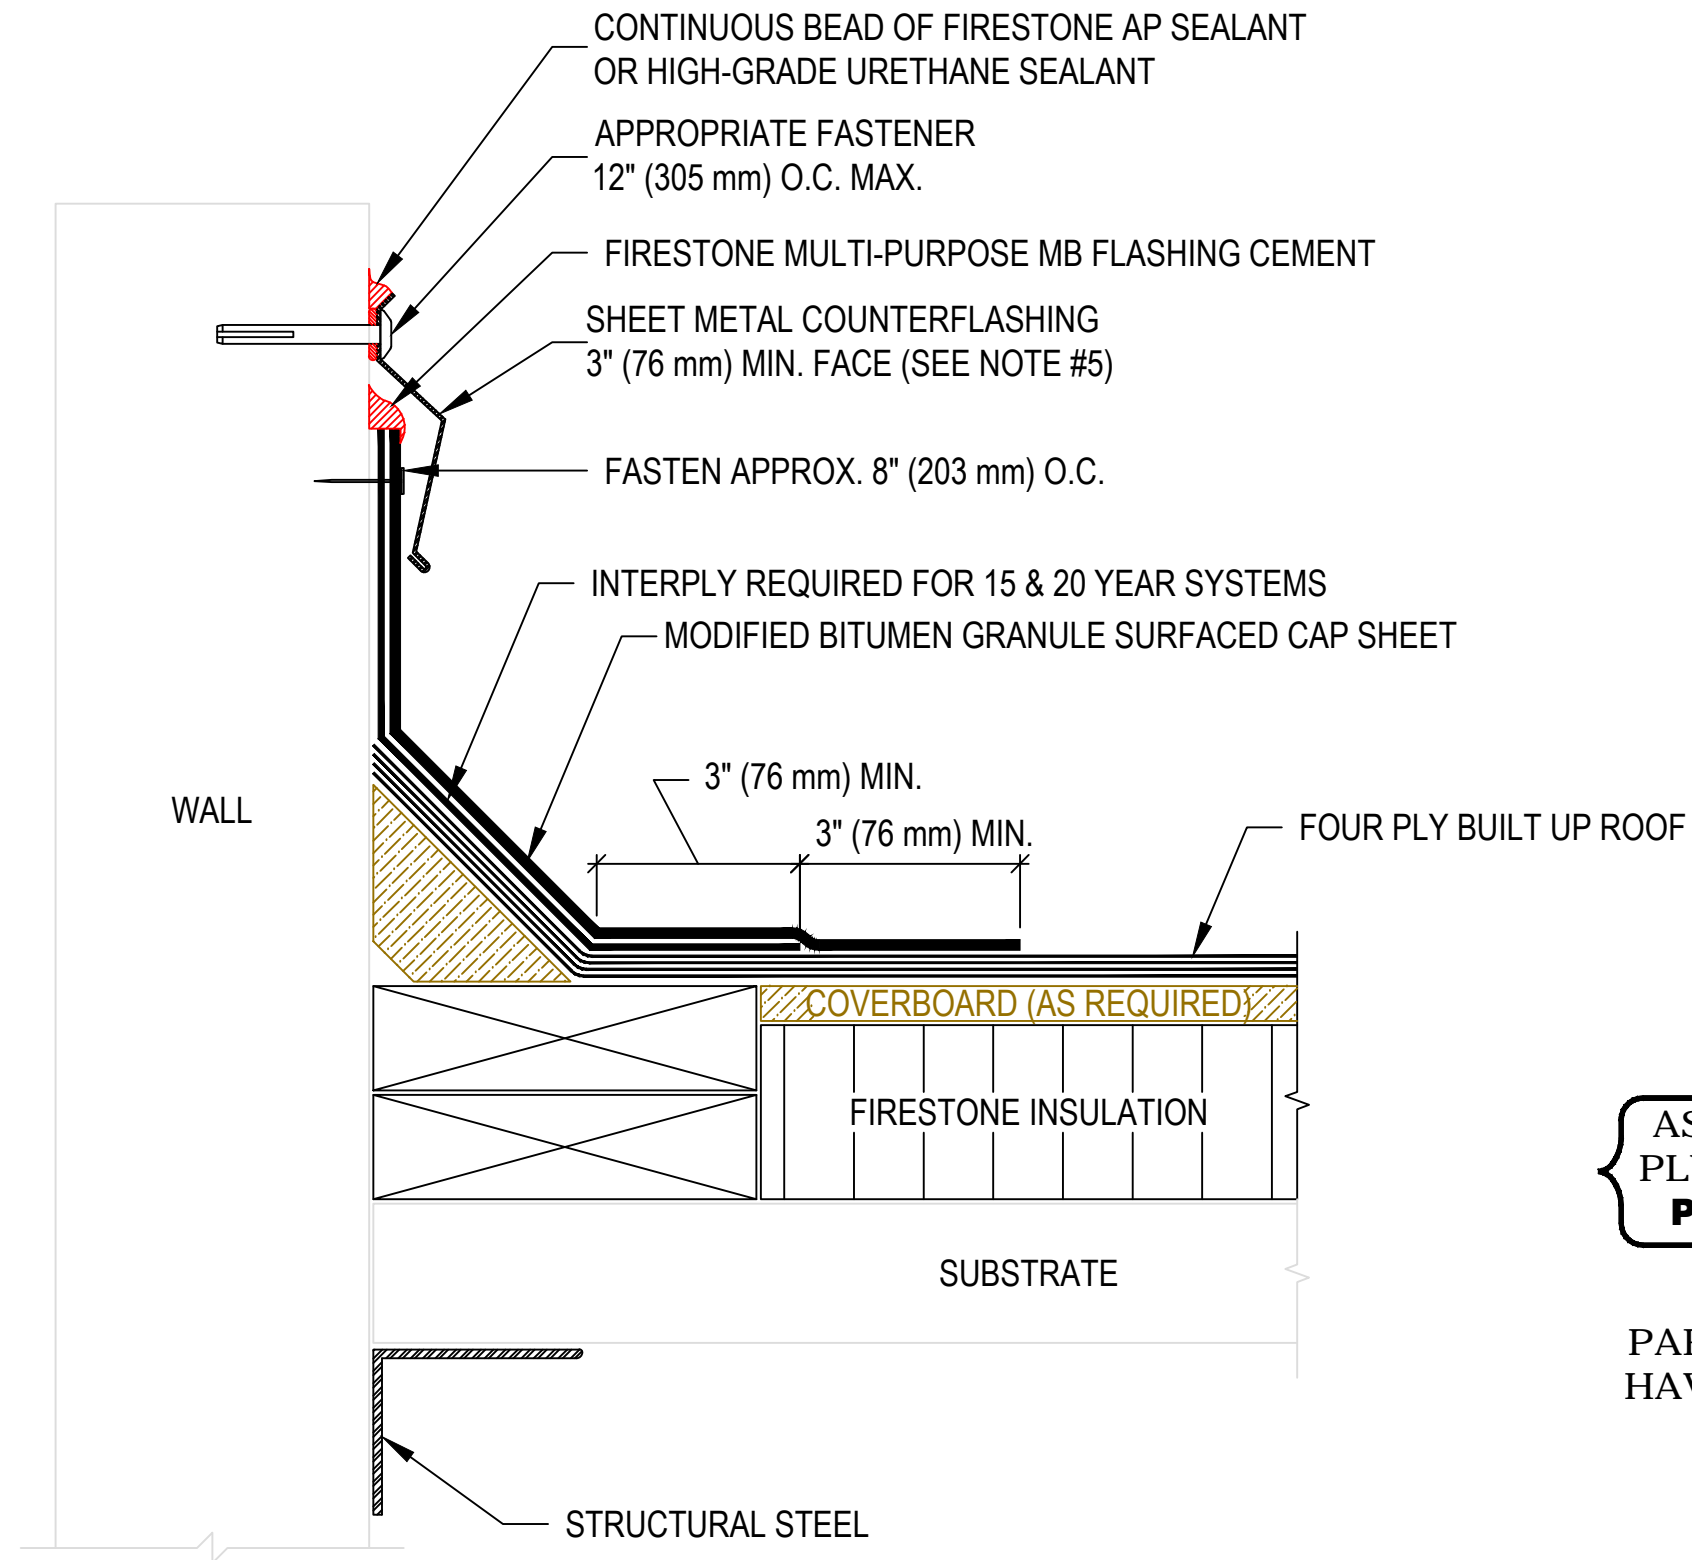 CONTINUOUS BEAD OF FIRESTONE AP SEALANT
OR HIGH-GRADE URETHANE SEALANT
APPROPRIATE FASTENER
12" (305 mm) O.C. MAX.
FIRESTONE MULTI-PURPOSE MB FLASHING CEMENT
SHEET METAL COUNTERFLASHING
3" (76 mm) MIN. FACE (SEE NOTE #5)
FASTEN APPROX. 8" (203 mm) O.C.
INTERPLY REQUIRED FOR 15 & 20 YEAR SYSTEMS
MODIFIED BITUMEN GRANULE SURFACED CAP SHEET
3" (76 mm) MIN.
WALL
3" (76 mm) MIN.
FOUR PLY BUILT UP ROOF
COVERBOARD (AS REQUIRED)
FIRESTONE INSULATION
SUBSTRATE
STRUCTURAL STEEL